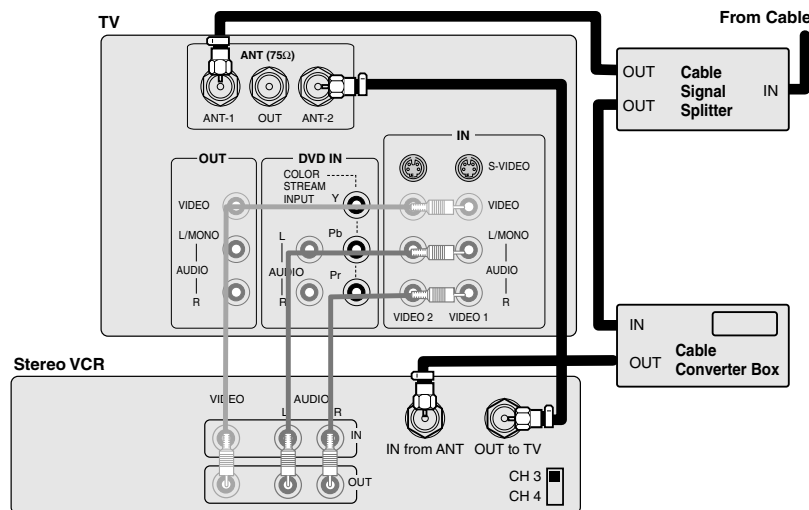 TV
From Cable
ANT (75Ω)
ANT-1 OUT ANT-2
OUT
OUT
Cable
Signal
Splitter
IN
OUT
VIDEO
L/MONO
AUDIO
R
DVD IN
COLOR
STREAM
INPUT
Y
Pb
Pr
L
AUDIO
R
IN
S-VIDEO
VIDEO
L/MONO
AUDIO
R
VIDEO 2 VIDEO 1
IN
OUT
Cable
Converter Box
Stereo VCR
VIDEO
AUDIO
L
R
IN
OUT
IN from ANT
OUT to TV
CH 3
CH 4